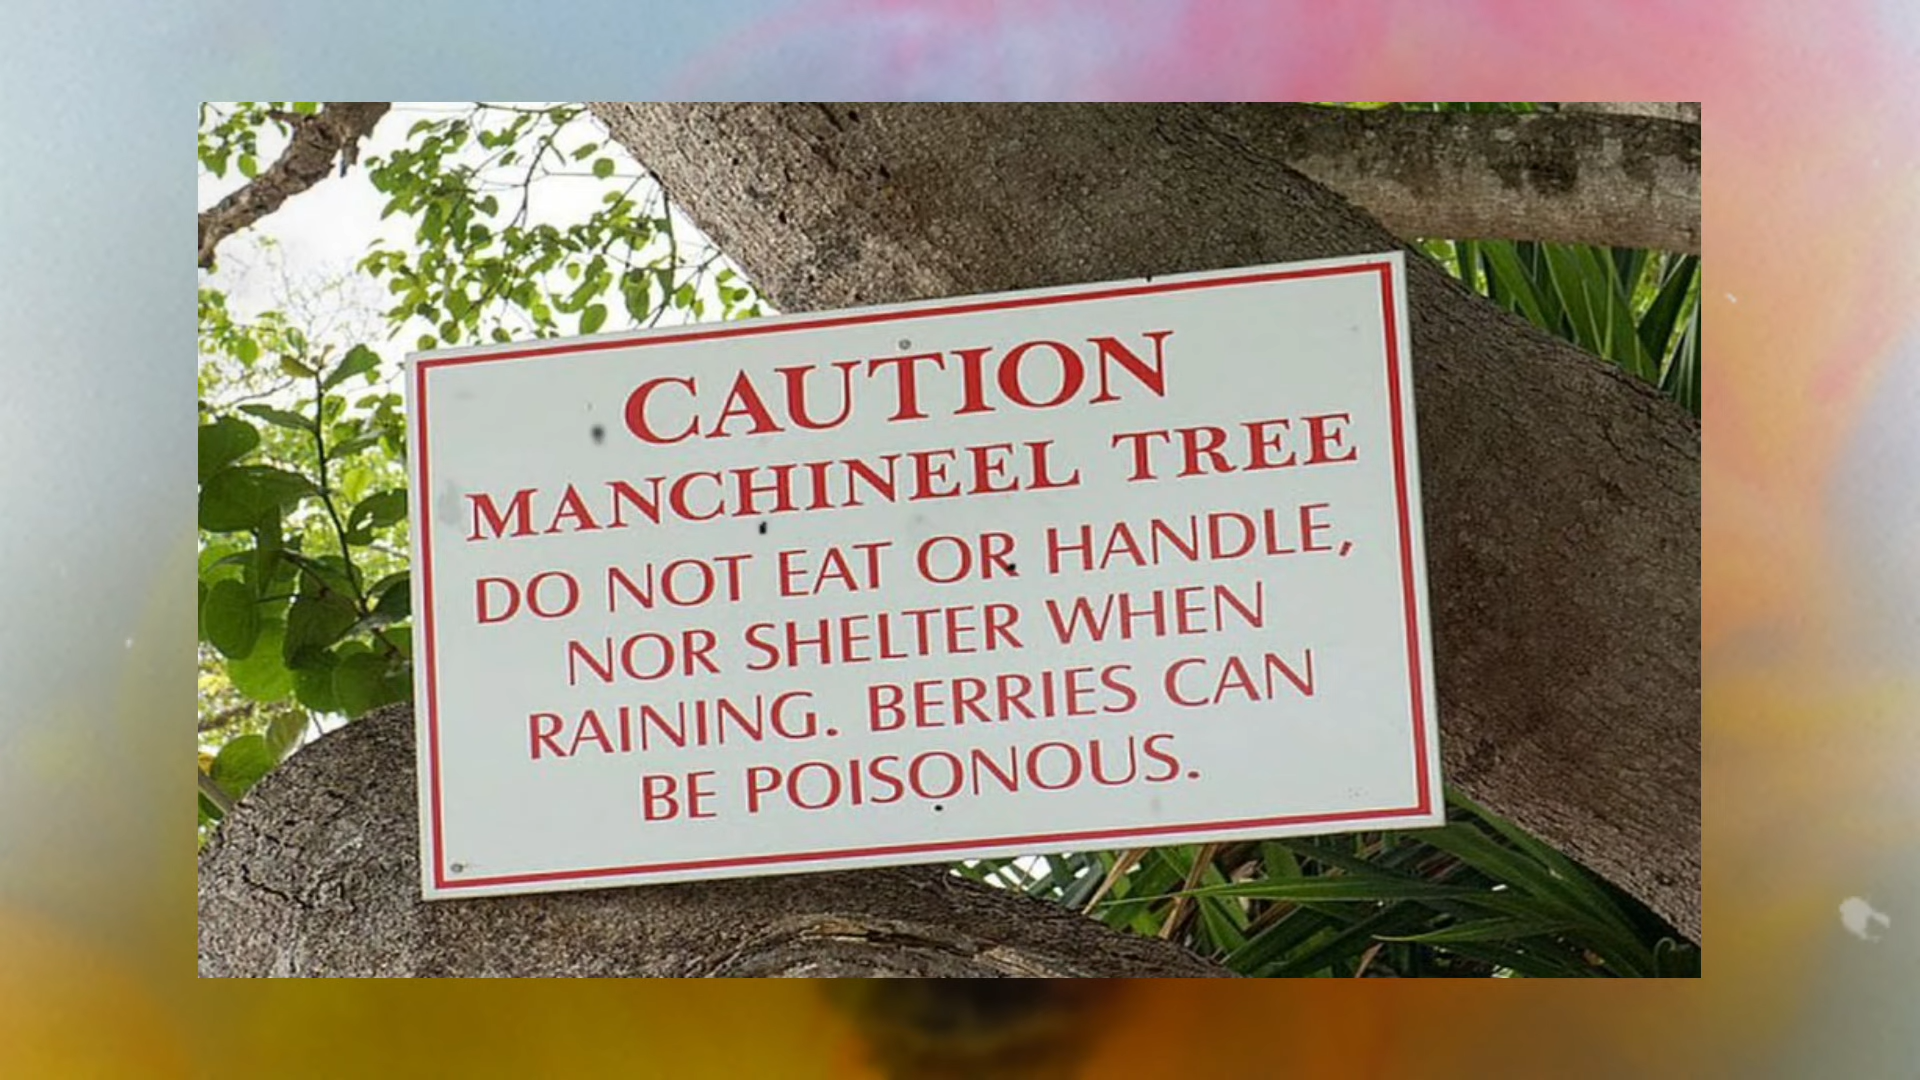 CAUTION
MANCHINEEL TREE
DO NOT EAT OR HANDLE,
NOR SHELTER WHEN
RAINING. BERRIES CAN
BE POISONOUS.